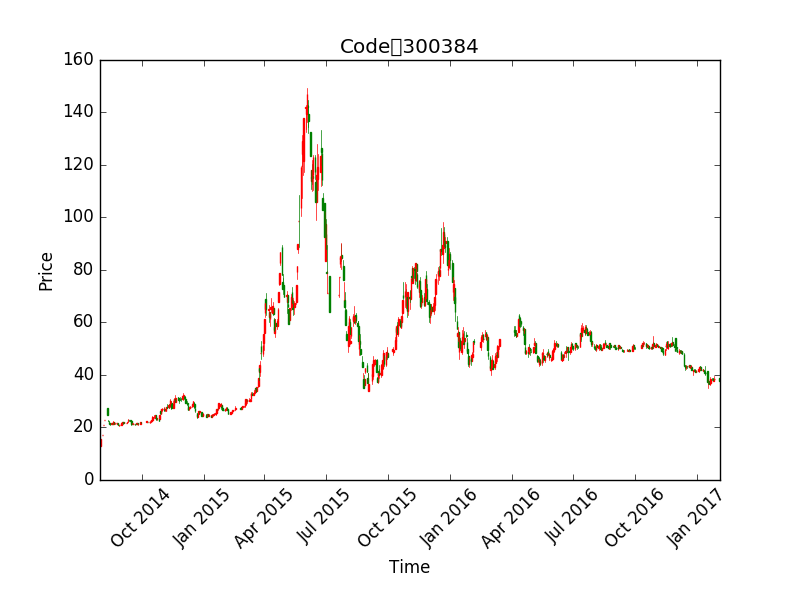 Code▯300384
160
140
120
100
80
60
40
20
0
Price
Oct 2014
Jan 2015
Apr 2015
Jul 2015
Oct 2015
Jan 2016
Apr 2016
Jul 2016
Oct 2016
Jan 2017
Time